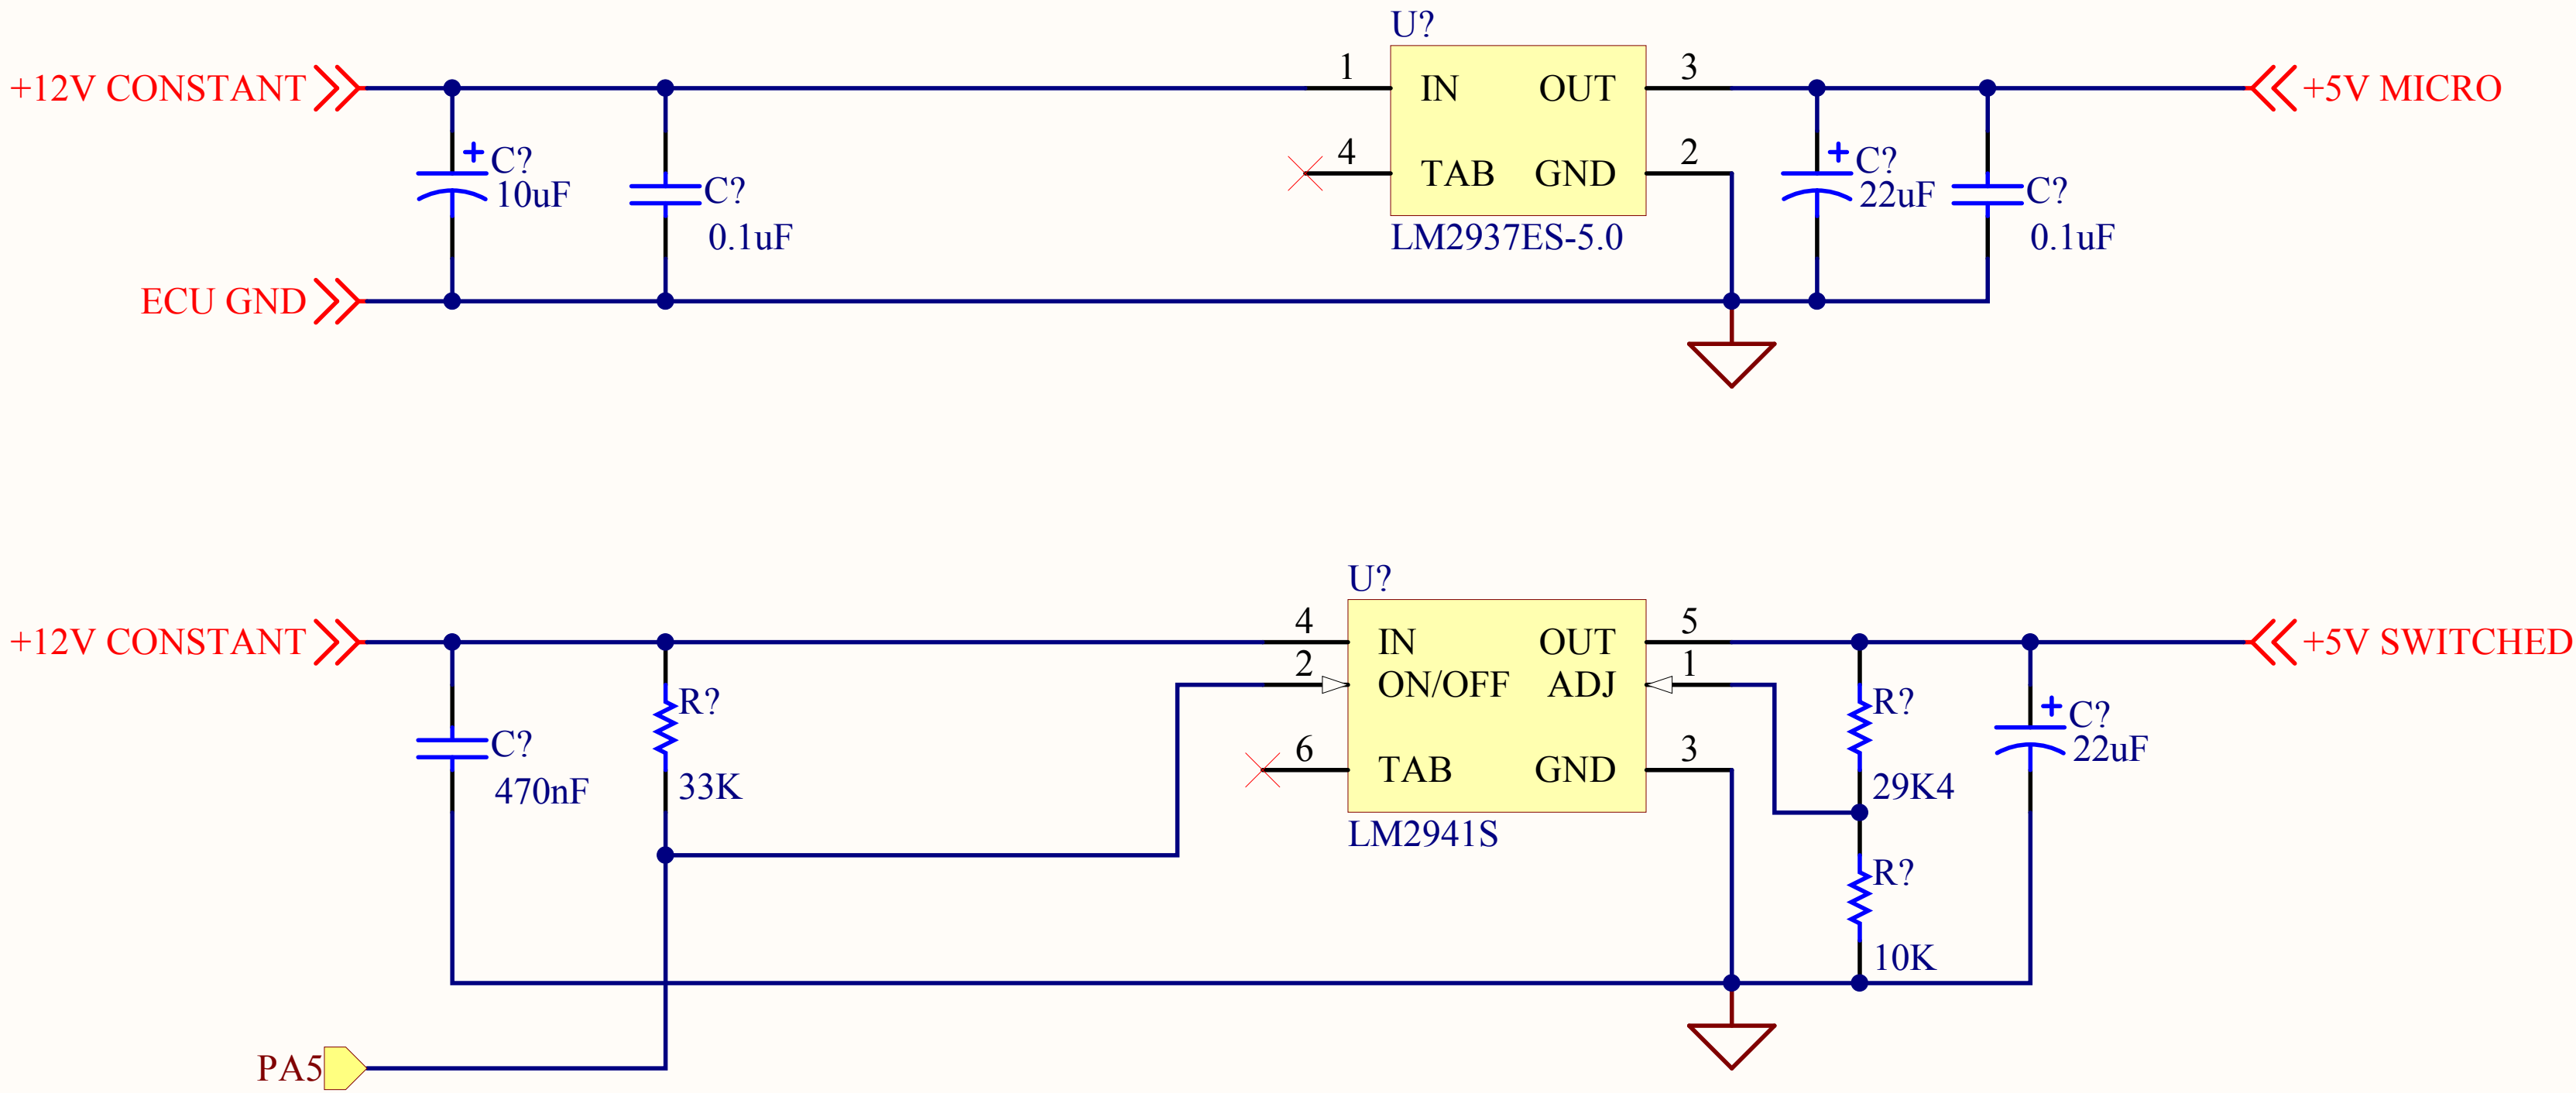 U?
+12V CONSTANT
1
IN
OUT
3
+5V MICRO
4
TAB
GND
2
C?
10uF
C?
0.1uF
C?
22uF
C?
0.1uF
LM2937ES-5.0
ECU GND
U?
+12V CONSTANT
4
IN
OUT
5
+5V SWITCHED
2
ON/OFF
ADJ
1
6
TAB
GND
3
C?
470nF
R?
33K
R?
29K4
C?
22uF
LM2941S
R?
10K
PA5